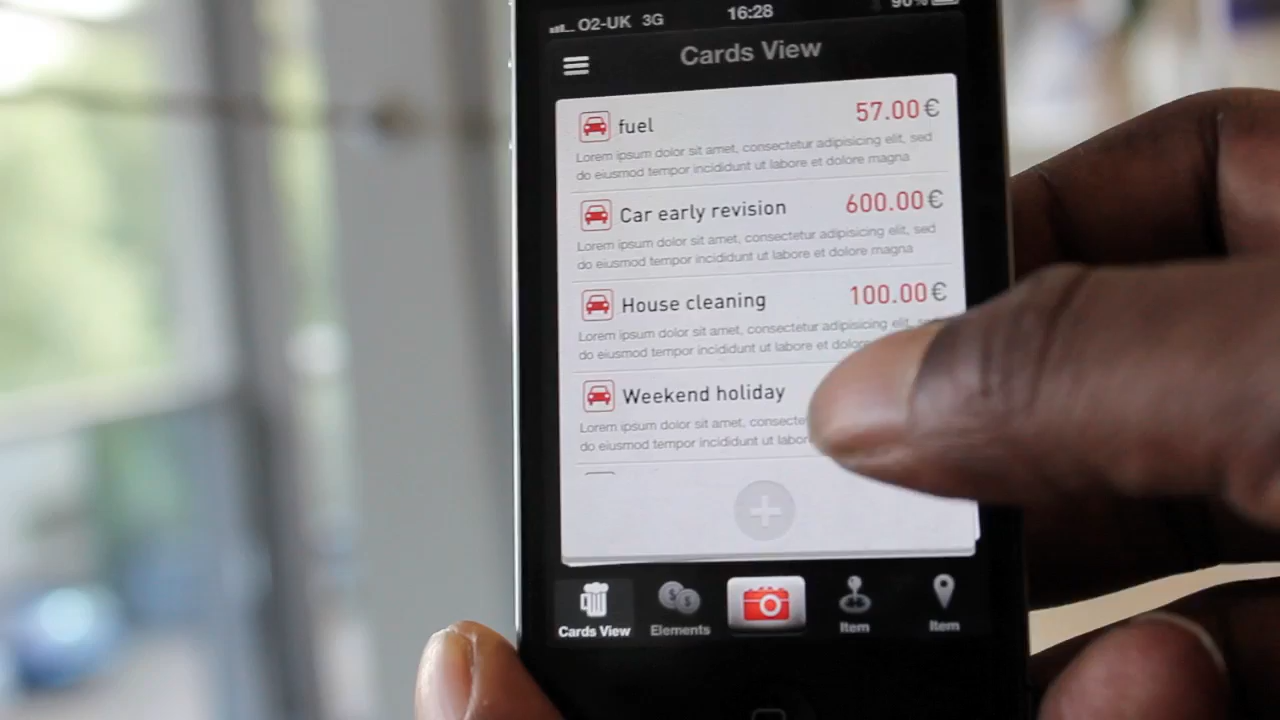 O2-UK 3G 16:28 90%
Cards View
fuel 57.00€
Lorem ipsum dolor sit amet, consectetur adipisicing elit, sed
do eiusmod tempor incididunt ut labore et dolore magna
Car early revision 600.00€
Lorem ipsum dolor sit amet, consectetur adipisicing elit, sed
do eiusmod tempor incididunt ut labore et dolore magna
House cleaning 100.00€
Lorem ipsum dolor sit amet, consectetur adipisicing elit, sed
do eiusmod tempor incididunt ut labore et dolore
Weekend holiday
Lorem ipsum dolor sit amet, consecte
do eiusmod tempor incididunt ut labor
Cards View Elements Item Item